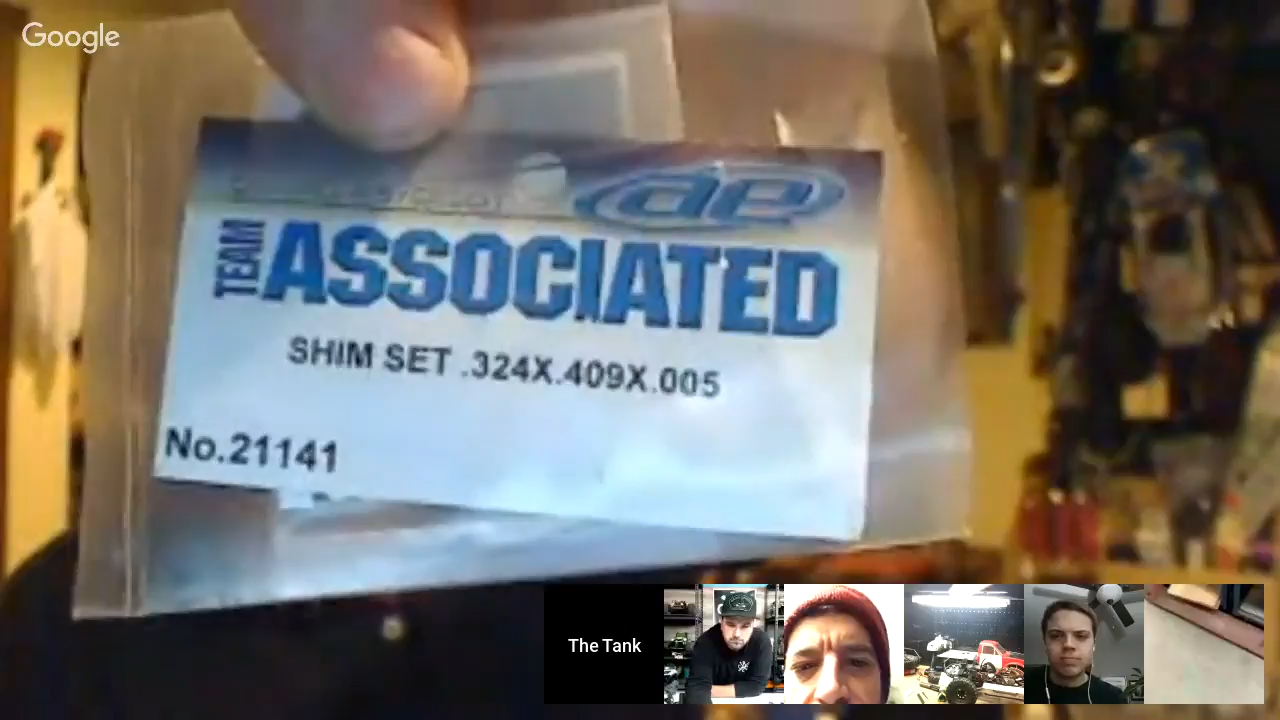 Google
ae
TEAM ASSOCIATED
SHIM SET .324X.409X.005
No.21141
The Tank